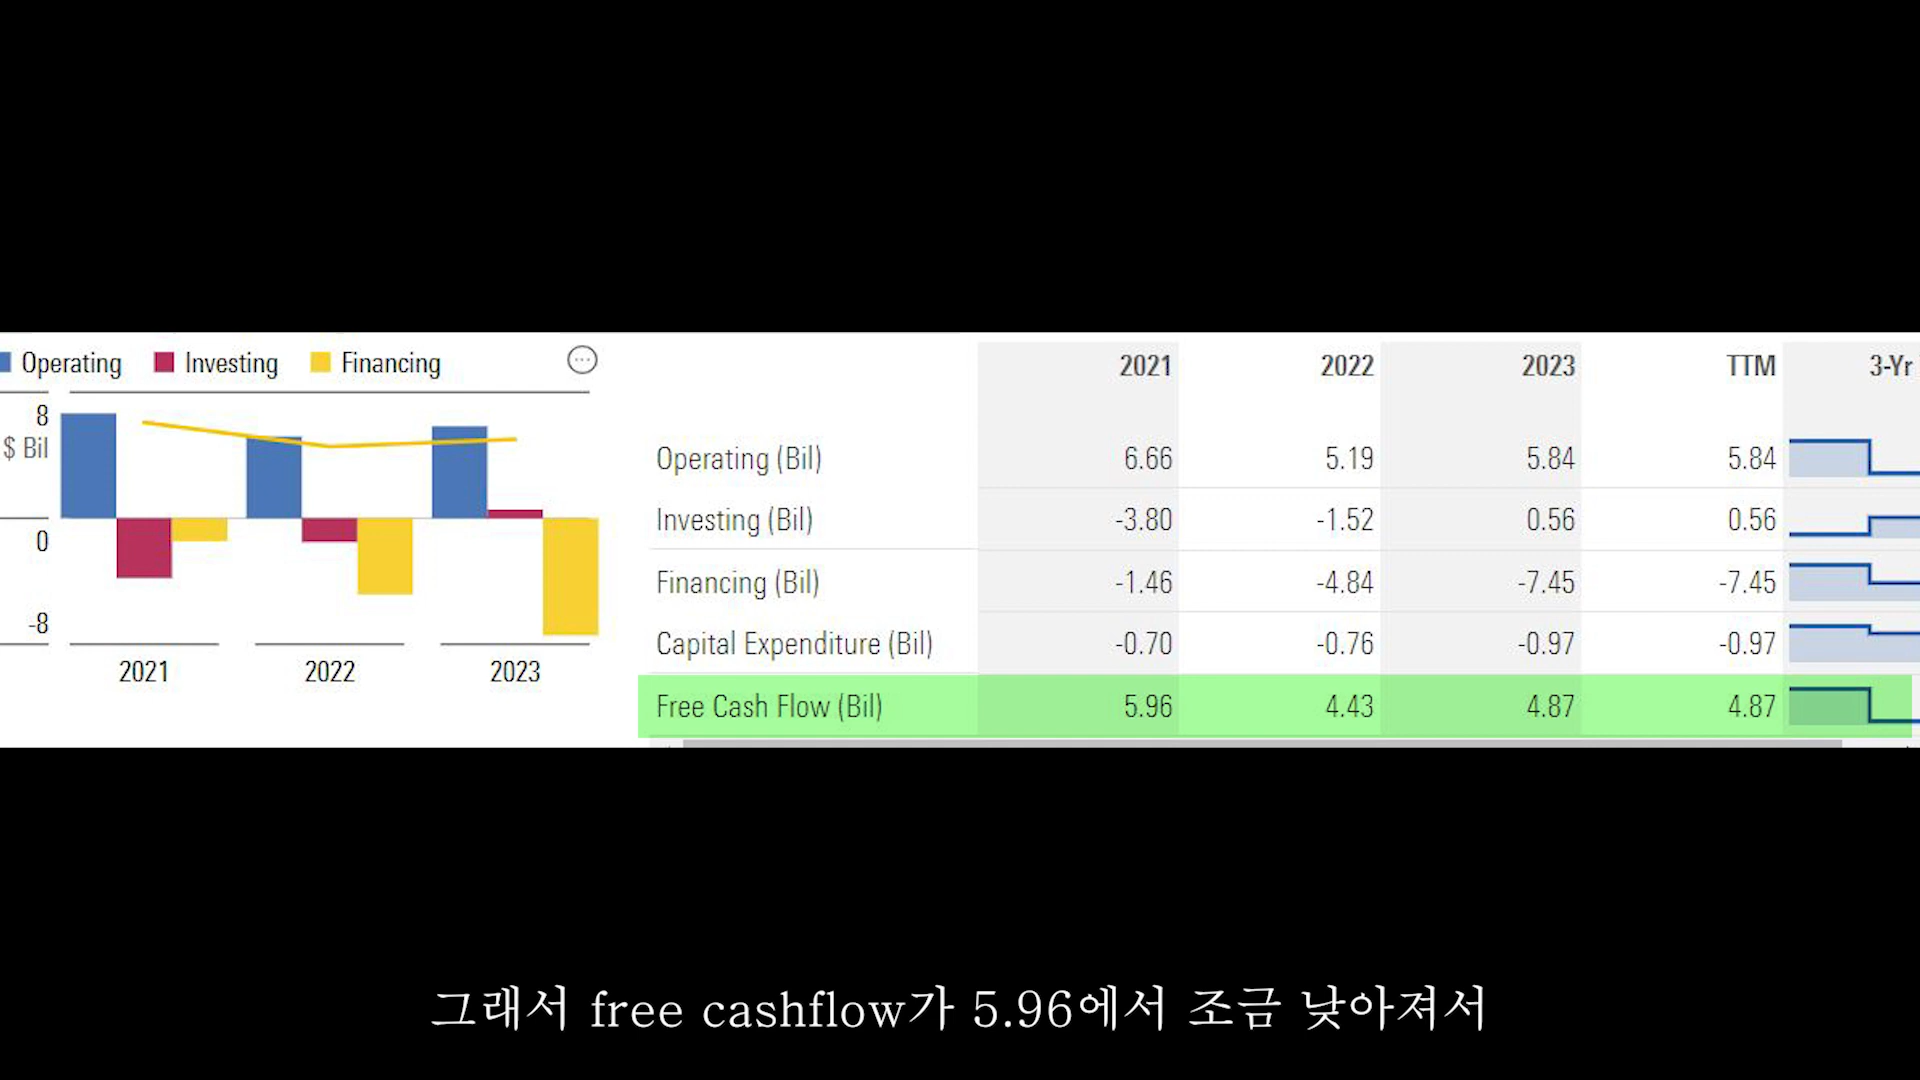 Operating Investing Financing
8
$ Bil
0
-8
2021 2022 2023
2021 2022 2023 TTM 3-Yr
Operating (Bil) 6.66 5.19 5.84 5.84
Investing (Bil) -3.80 -1.52 0.56 0.56
Financing (Bil) -1.46 -4.84 -7.45 -7.45
Capital Expenditure (Bil) -0.70 -0.76 -0.97 -0.97
Free Cash Flow (Bil) 5.96 4.43 4.87 4.87
그래서 free cashflow가 5.96에서 조금 낮아져서